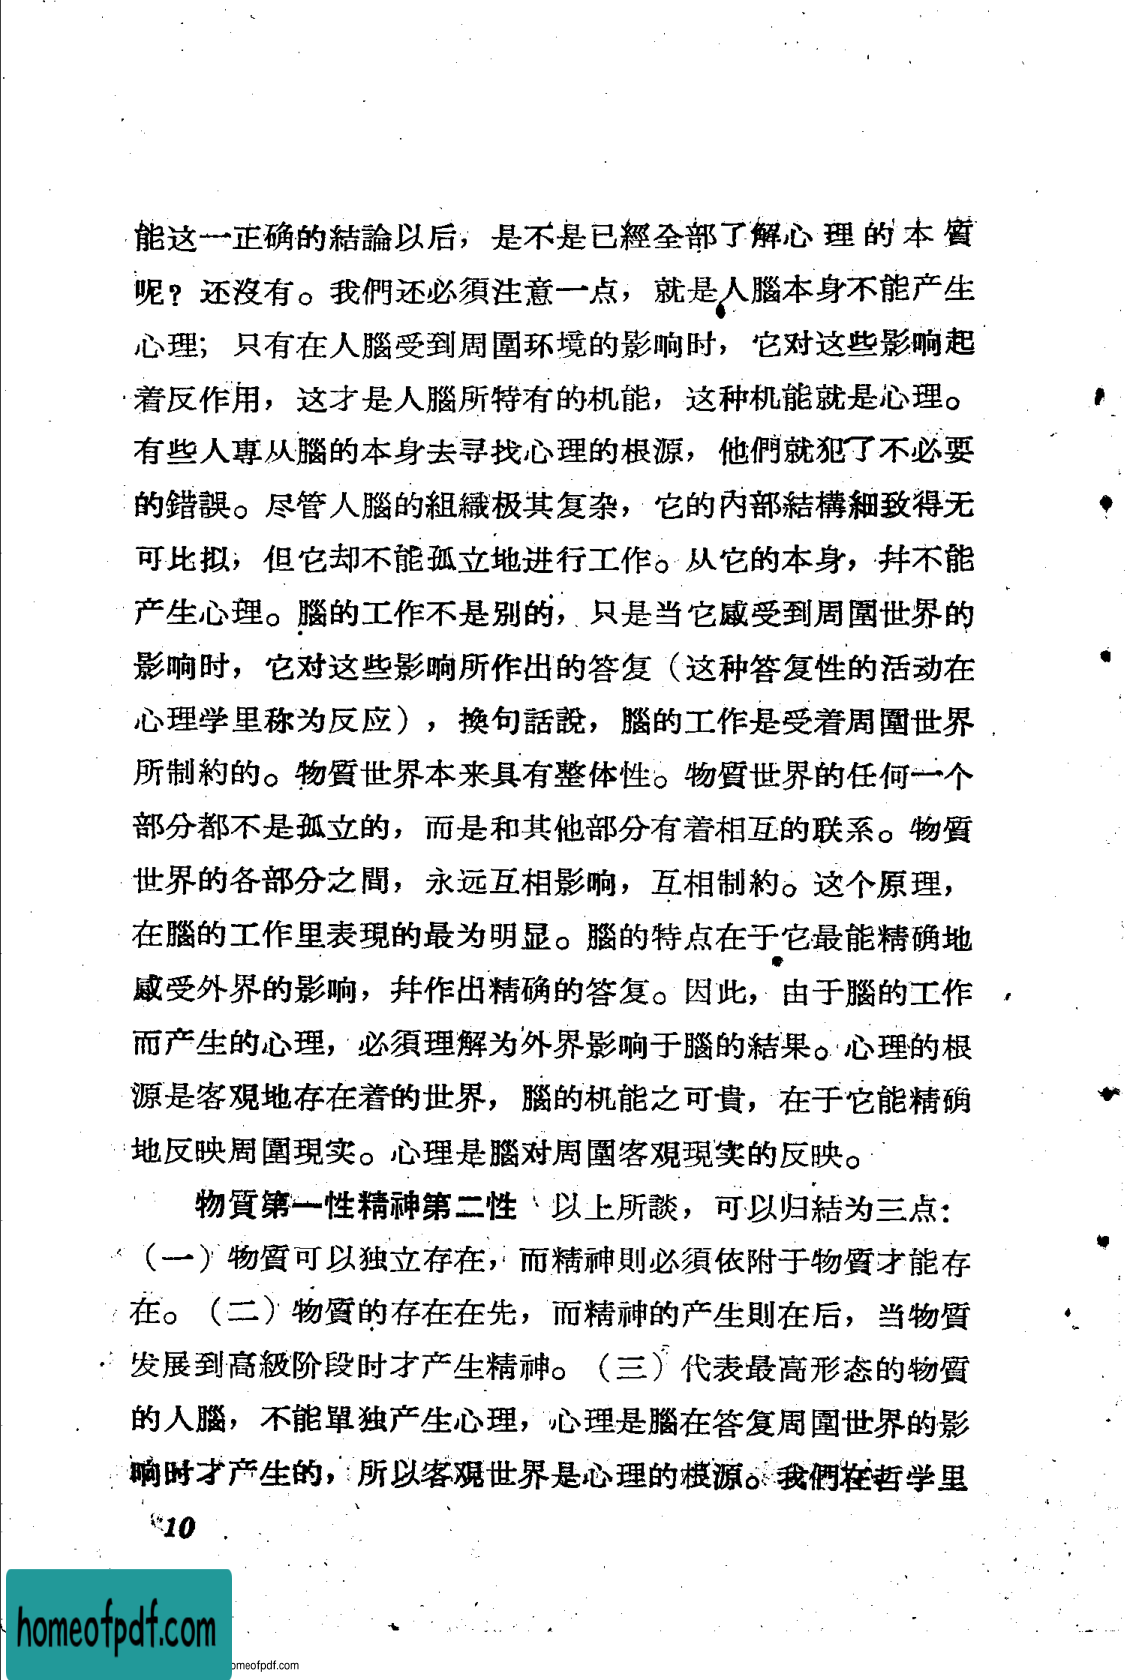 能这一正确的結論以后，是不是已經全部了解心理的本質
呢？还沒有。我們还必須注意一点，就是人腦本身不能产生
心理；只有在人腦受到周圍环境的影响时，它对这些影响起
着反作用，这才是人腦所特有的机能，这种机能就是心理。
有些人專从腦的本身去寻找心理的根源，他們就犯了不必要
的錯誤。尽管人腦的組織极其复杂，它的內部結構細致得无
可比拟，但它却不能孤立地进行工作。从它的本身，幷不能
产生心理。腦的工作不是別的，只是当它感受到周圍世界的
影响时，它对这些影响所作出的答复（这种答复性的活动在
心理学里称为反应），換句話說，腦的工作是受着周圍世界
所制約的。物質世界本来具有整体性。物質世界的任何一个
部分都不是孤立的，而是和其他部分有着相互的联系。物質
世界的各部分之間，永远互相影响，互相制約。这个原理，
在腦的工作里表現的最为明显。腦的特点在于它最能精确地
感受外界的影响，幷作出精确的答复。因此，由于腦的工作
而产生的心理，必須理解为外界影响于腦的結果。心理的根
源是客观地存在着的世界，腦的机能之可貴，在于它能精确
地反映周圍現实。心理是腦对周圍客观現实的反映。
物質第一性精神第二性 以上所談，可以归結为三点：
（一）物質可以独立存在，而精神則必須依附于物質才能存
在。（二）物質的存在在先，而精神的产生則在后，当物質
发展到高級阶段时才产生精神。（三）代表最高形态的物質
的人腦，不能單独产生心理，心理是腦在答复周圍世界的影
响时才产生的，所以客观世界是心理的根源。我們在哲学里
10
homeofpdf.com
omeofpdf.com